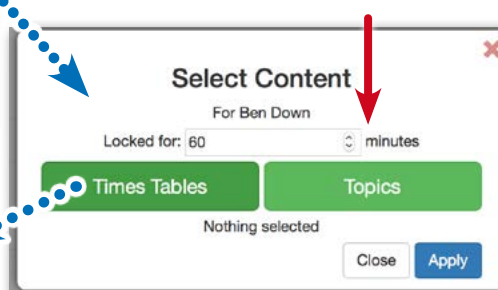 Select Content
For Ben Down
Locked for: 60 minutes
Times Tables Topics
Nothing selected
Close Apply